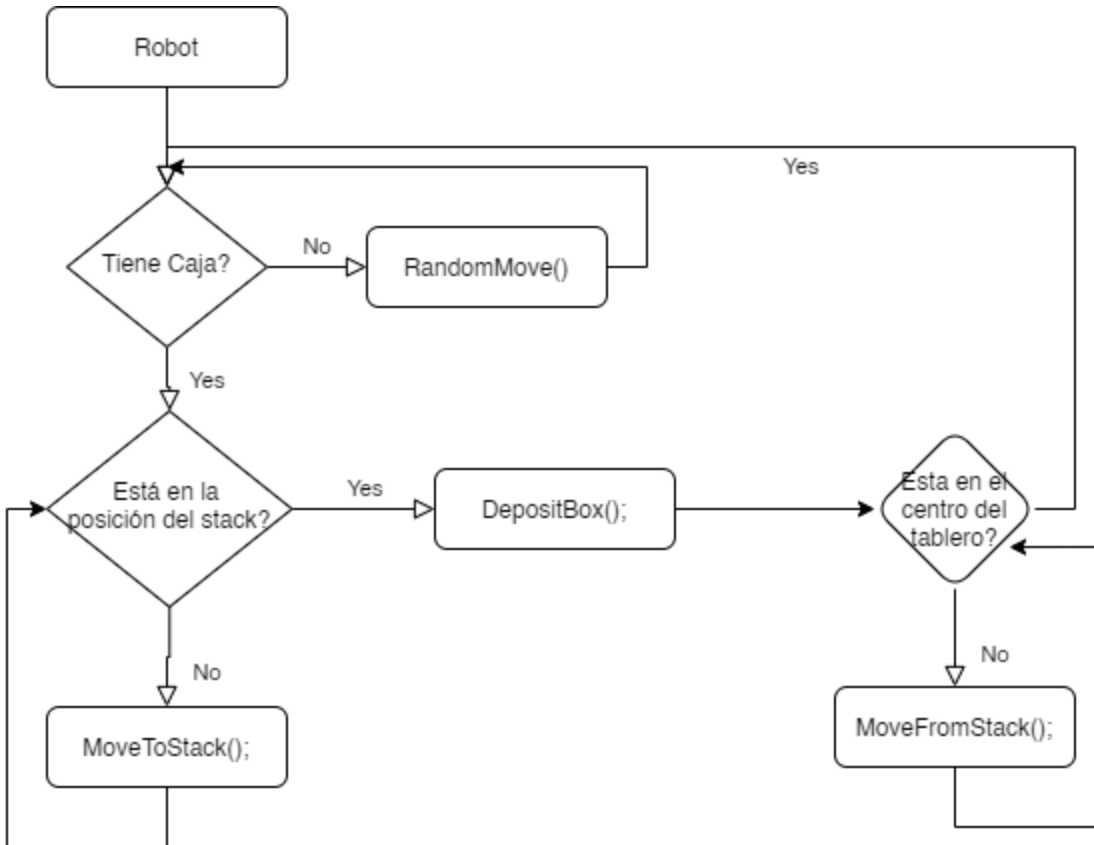 Robot
Yes
Tiene Caja?
No
RandomMove()
Yes
Está en la
posición del stack?
Yes
DepositBox();
Esta en el
centro del
tablero?
No
MoveToStack();
No
MoveFromStack();